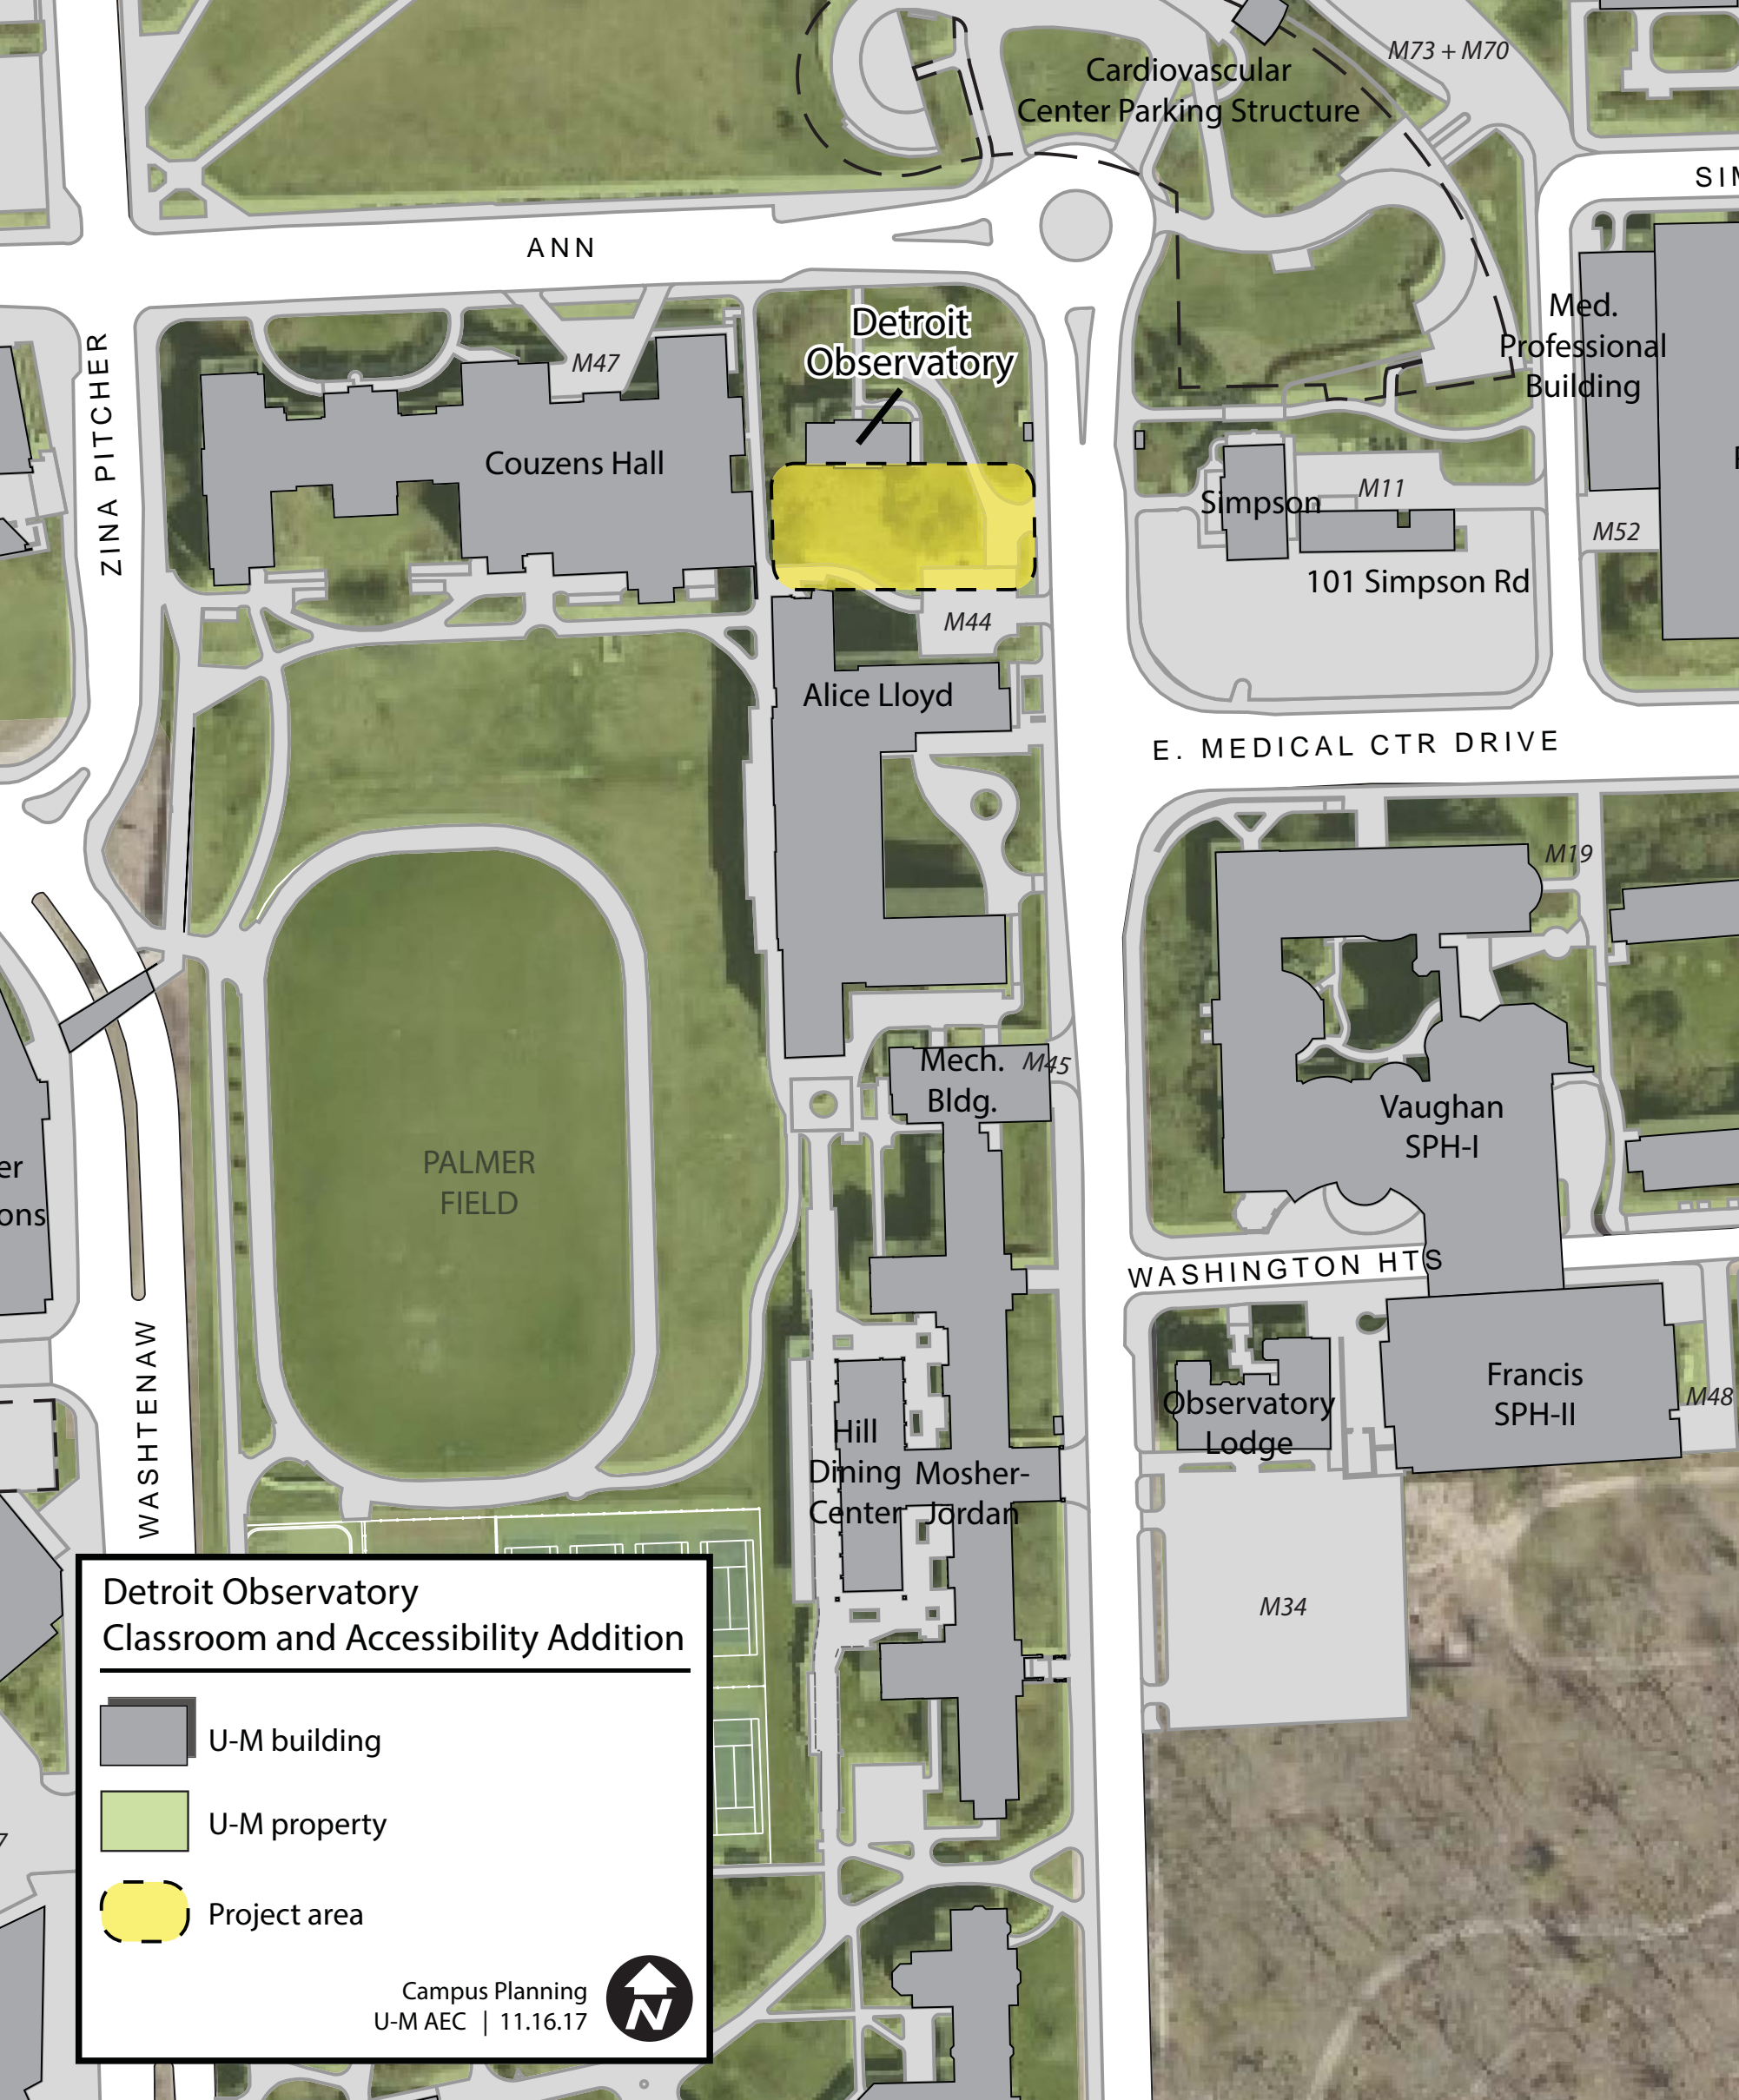 M73 + M70
Cardiovascular
Center Parking Structure
ANN
Detroit
Observatory
M47
Med.
Professional
Building
ZINA PITCHER
Couzens Hall
Simpson
M11
M52
101 Simpson Rd
M44
Alice Lloyd
E. MEDICAL CTR DRIVE
M19
Mech.
Bldg.
M45
Vaughan
SPH-I
PALMER
FIELD
WASHINGTON HTS
WASHTENAW
Francis
SPH-II
M48
Observatory
Lodge
Hill
Dining
Center
Mosher-
Jordan
M34
Detroit Observatory
Classroom and Accessibility Addition
U-M building
U-M property
Project area
Campus Planning
U-M AEC | 11.16.17
N